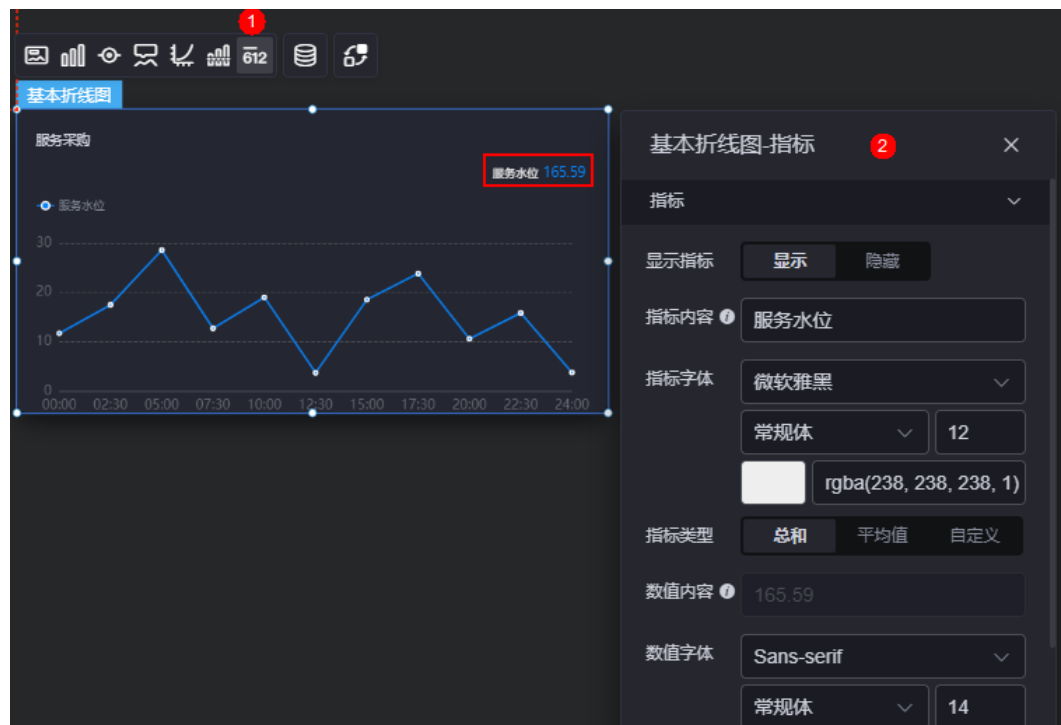 1
612
基本折线图
服务采购
服务水位 165.59
服务水位
30
20
10
0
00:00 02:30 05:00 07:30 10:00 12:30 15:00 17:30 20:00 22:30 24:00
基本折线图-指标 2
指标
显示指标 显示 隐藏
指标内容 服务水位
指标字体 微软雅黑
常规体 12
rgba(238, 238, 238, 1)
指标类型 总和 平均值 自定义
数值内容 165.59
数值字体 Sans-serif
常规体 14